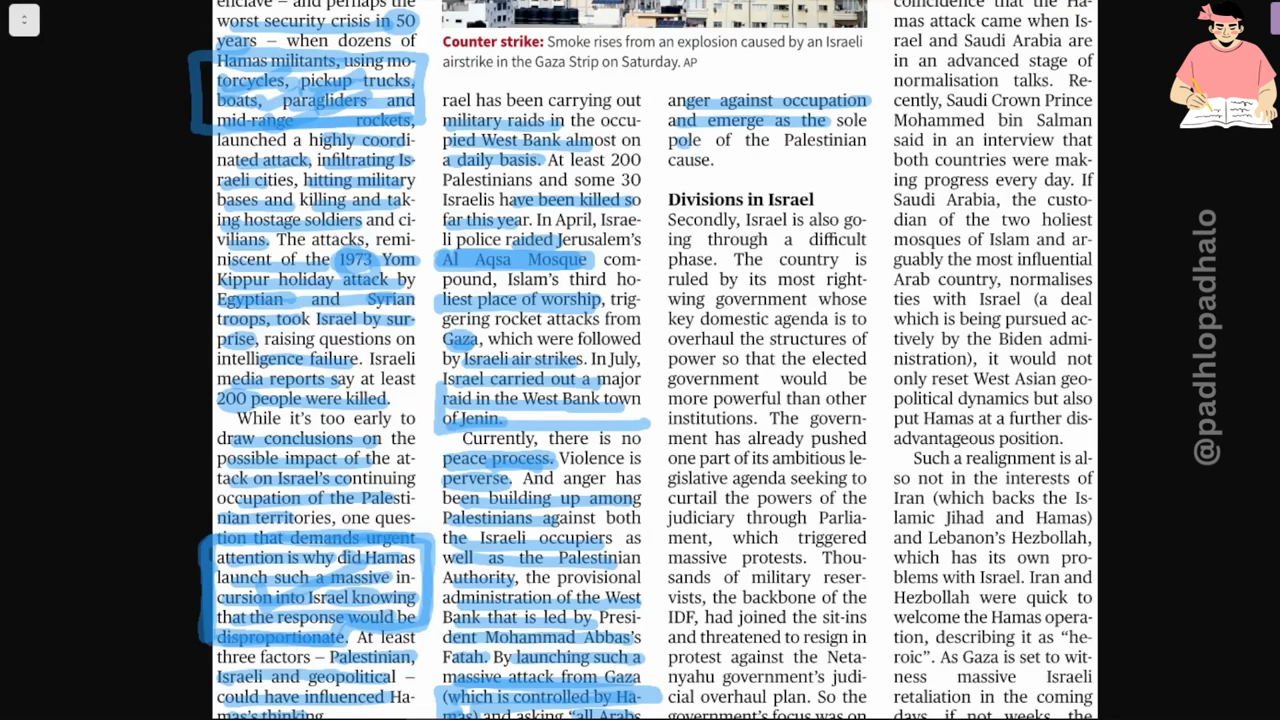 enclave – and perhaps the
worst security crisis in 50
years – when dozens of
Hamas militants, using mo-
torcycles, pickup trucks,
boats, paragliders and
mid-range rockets,
launched a highly coordi-
nated attack, infiltrating Is-
raeli cities, hitting military
bases and killing and tak-
ing hostage soldiers and ci-
vilians. The attacks, remi-
niscent of the 1973 Yom
Kippur holiday attack by
Egyptian and Syrian
troops, took Israel by sur-
prise, raising questions on
intelligence failure. Israeli
media reports say at least
200 people were killed.
While it's too early to
draw conclusions on the
possible impact of the at-
tack on Israel's continuing
occupation of the Palesti-
nian territories, one ques-
tion that demands urgent
attention is why did Hamas
launch such a massive in-
cursion into Israel knowing
that the response would be
disproportionate. At least
three factors – Palestinian,
Israeli and geopolitical –
could have influenced Ha-
mas's thinking.
Counter strike: Smoke rises from an explosion caused by an Israeli
airstrike in the Gaza Strip on Saturday. AP
rael has been carrying out
military raids in the occu-
pied West Bank almost on
a daily basis. At least 200
Palestinians and some 30
Israelis have been killed so
far this year. In April, Israe-
li police raided Jerusalem's
Al Aqsa Mosque com-
pound, Islam's third ho-
liest place of worship, trig-
gering rocket attacks from
Gaza, which were followed
by Israeli air strikes. In July,
Israel carried out a major
raid in the West Bank town
of Jenin.
Currently, there is no
peace process. Violence is
perverse. And anger has
been building up among
Palestinians against both
the Israeli occupiers as
well as the Palestinian
Authority, the provisional
administration of the West
Bank that is led by Presi-
dent Mohammad Abbas's
Fatah. By launching such a
massive attack from Gaza
(which is controlled by Ha-
mas) and asking “all Arabs
anger against occupation
and emerge as the sole
pole of the Palestinian
cause.
Divisions in Israel
Secondly, Israel is also go-
ing through a difficult
phase. The country is
ruled by its most right-
wing government whose
key domestic agenda is to
overhaul the structures of
power so that the elected
government would be
more powerful than other
institutions. The govern-
ment has already pushed
one part of its ambitious le-
gislative agenda seeking to
curtail the powers of the
judiciary through Parlia-
ment, which triggered
massive protests. Thou-
sands of military reser-
vists, the backbone of the
IDF, had joined the sit-ins
and threatened to resign in
protest against the Neta-
nyahu government's judi-
cial overhaul plan. So the
government's focus was on
coincidence that the Ha-
mas attack came when Is-
rael and Saudi Arabia are
in an advanced stage of
normalisation talks. Re-
cently, Saudi Crown Prince
Mohammed bin Salman
said in an interview that
both countries were mak-
ing progress every day. If
Saudi Arabia, the custo-
dian of the two holiest
mosques of Islam and ar-
guably the most influential
Arab country, normalises
ties with Israel (a deal
which is being pursued ac-
tively by the Biden admi-
nistration), it would not
only reset West Asian geo-
political dynamics but also
put Hamas at a further dis-
advantageous position.
Such a realignment is al-
so not in the interests of
Iran (which backs the Is-
lamic Jihad and Hamas)
and Lebanon's Hezbollah,
which has its own pro-
blems with Israel. Iran and
Hezbollah were quick to
welcome the Hamas opera-
tion, describing it as “he-
roic”. As Gaza is set to wit-
ness massive Israeli
retaliation in the coming
days, if not weeks, the
@padhlopadhalo